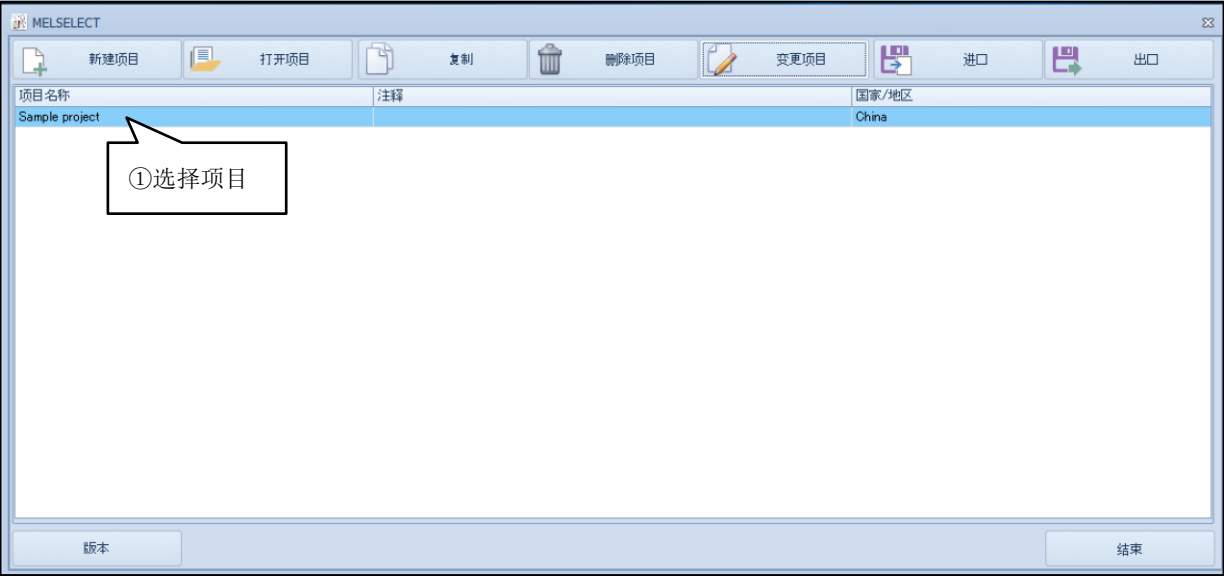 MELSELECT
新建项目 打开项目 复制 删除项目 变更项目 进口 出口
项目名称 注释 国家/地区
Sample project China
①选择项目
版本 结束